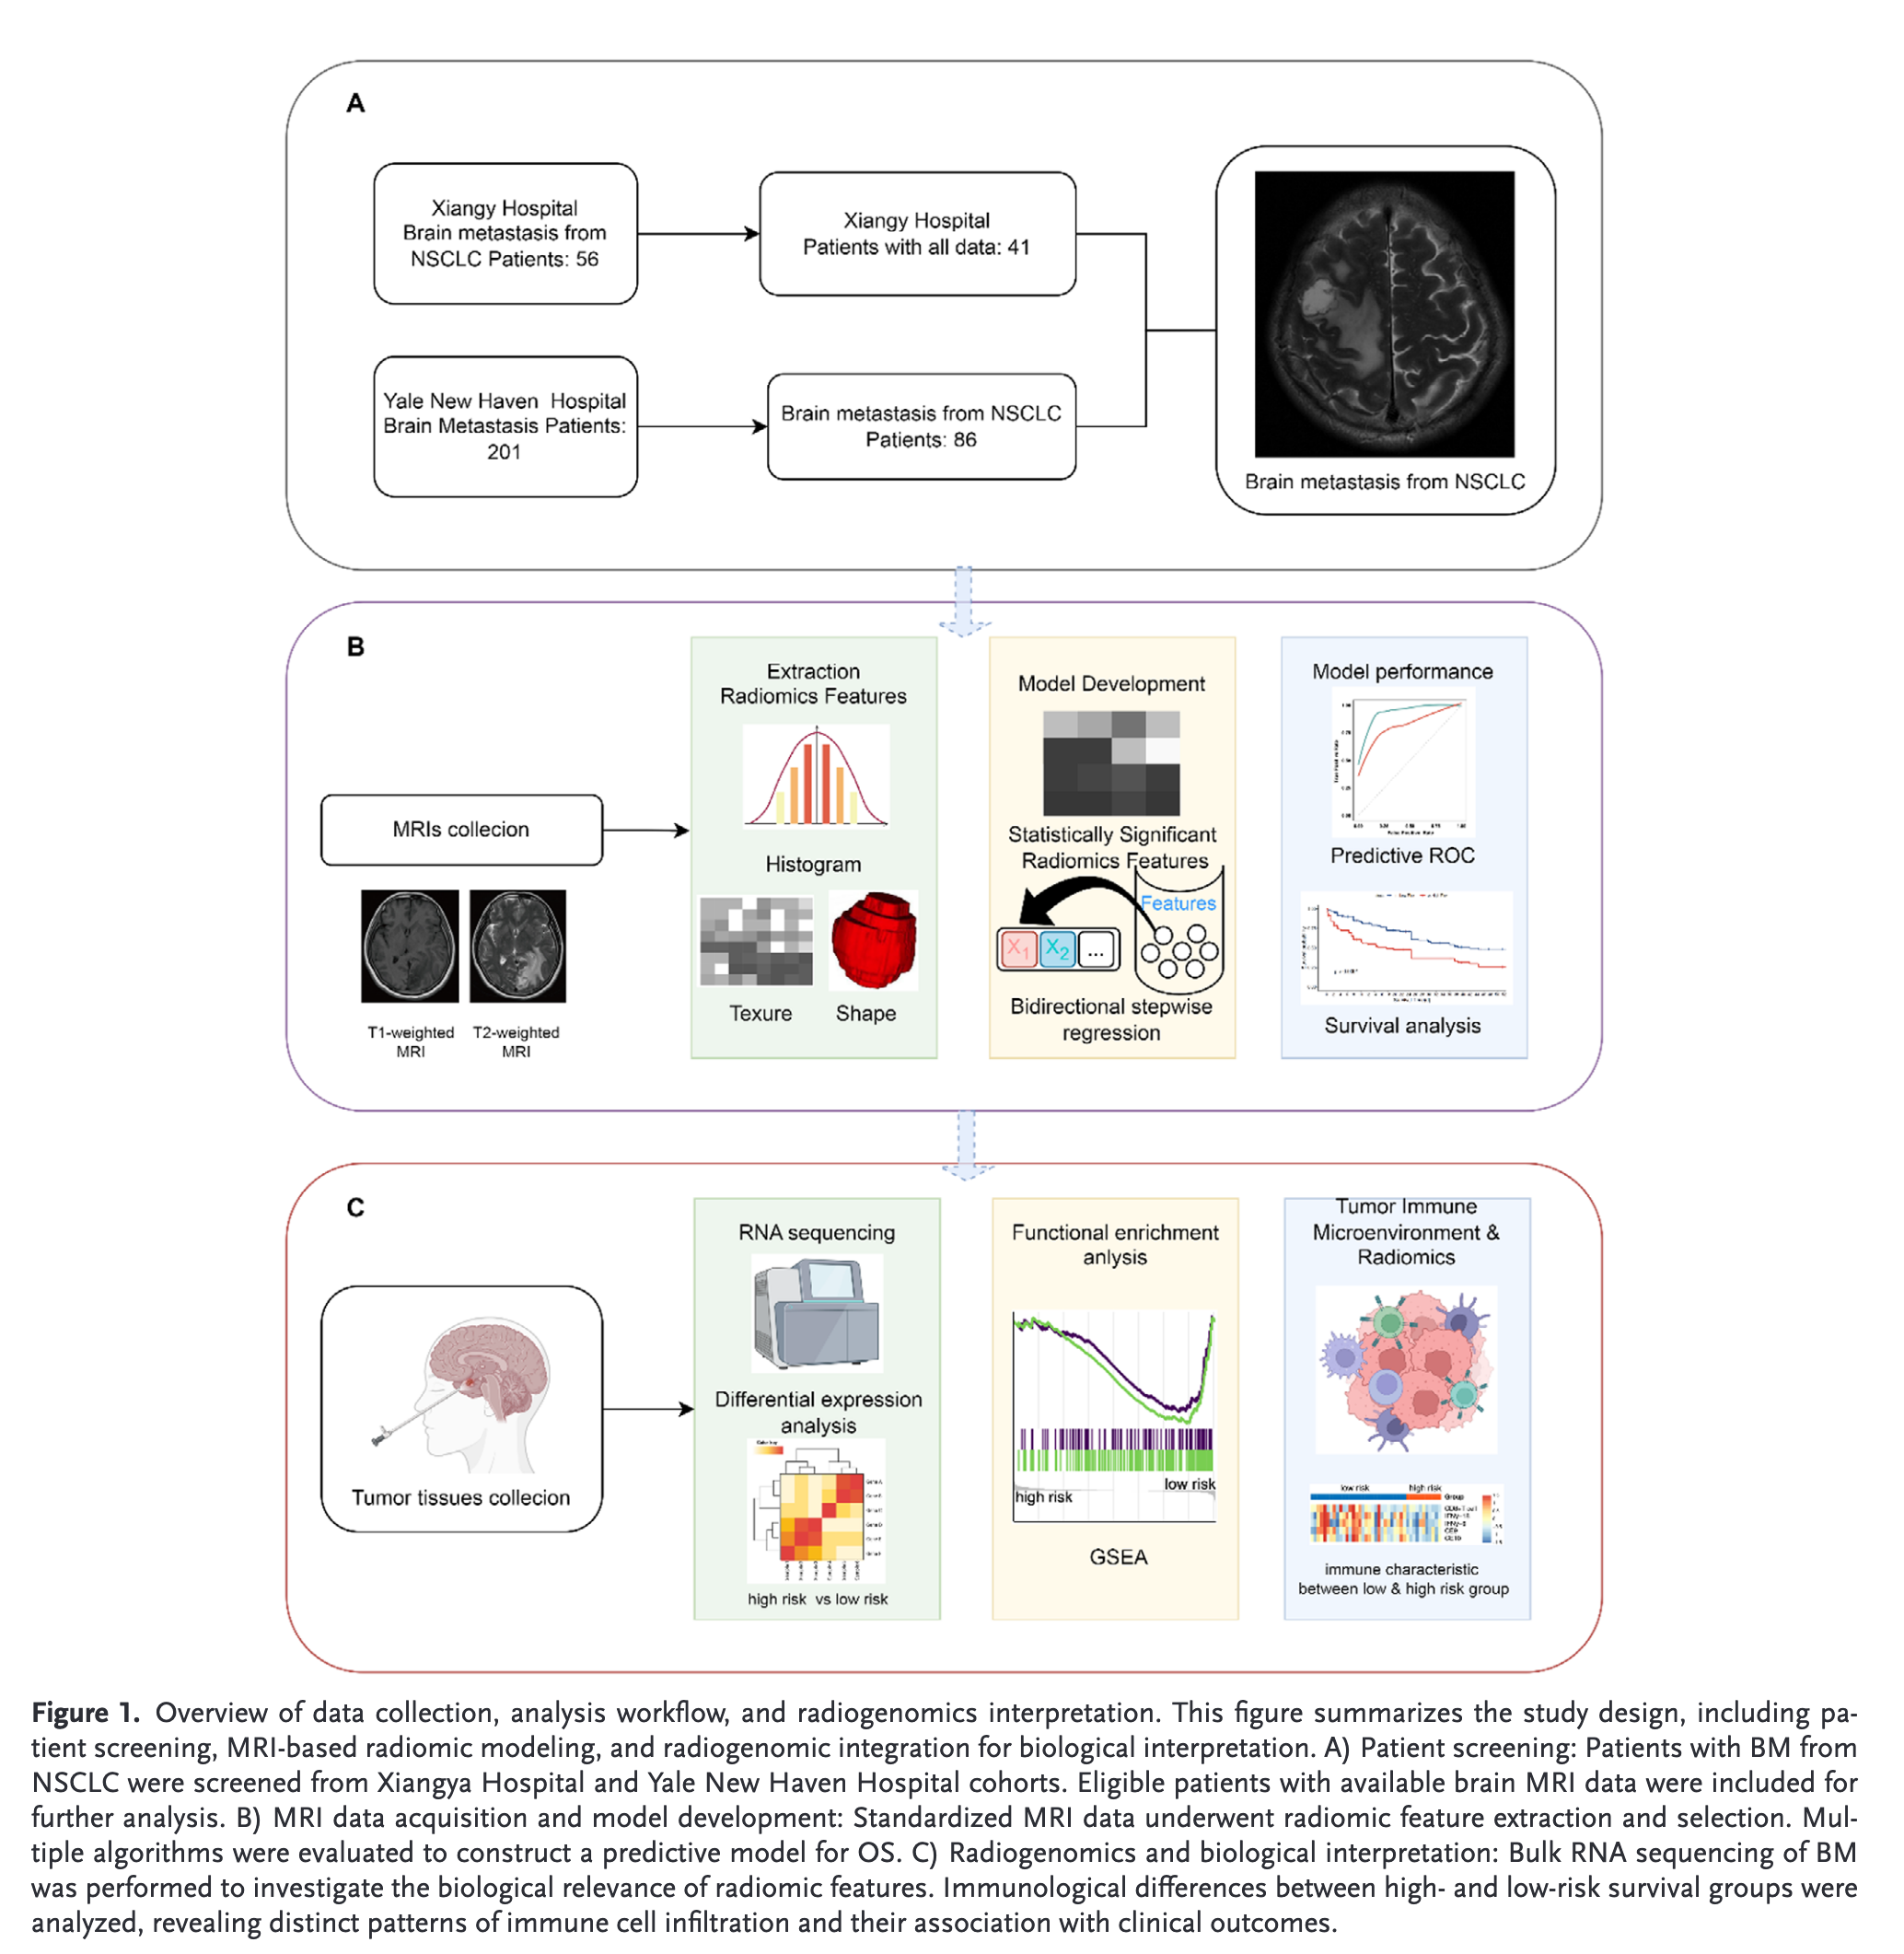 A
Xiangy Hospital
Brain metastasis from
NSCLC Patients: 56
Xiangy Hospital
Patients with all data: 41
Yale New Haven Hospital
Brain Metastasis Patients:
201
Brain metastasis from NSCLC
Patients: 86
Brain metastasis from NSCLC
B
MRIs collecion
T1-weighted
MRI
T2-weighted
MRI
Extraction
Radiomics Features
Histogram
Texure
Shape
Model Development
Statistically Significant
Radiomics Features
Features
X1
X2
...
Bidirectional stepwise
regression
Model performance
Predictive ROC
Survival analysis
C
Tumor tissues collecion
RNA sequencing
Differential expression
analysis
high risk vs low risk
Functional enrichment
anlysis
high risk
low risk
GSEA
Tumor Immune
Microenvironment &
Radiomics
low risk
high risk
Group
immune characteristic
between low & high risk group
Figure 1. Overview of data collection, analysis workflow, and radiogenomics interpretation. This figure summarizes the study design, including pa-
tient screening, MRI-based radiomic modeling, and radiogenomic integration for biological interpretation. A) Patient screening: Patients with BM from
NSCLC were screened from Xiangya Hospital and Yale New Haven Hospital cohorts. Eligible patients with available brain MRI data were included for
further analysis. B) MRI data acquisition and model development: Standardized MRI data underwent radiomic feature extraction and selection. Mul-
tiple algorithms were evaluated to construct a predictive model for OS. C) Radiogenomics and biological interpretation: Bulk RNA sequencing of BM
was performed to investigate the biological relevance of radiomic features. Immunological differences between high- and low-risk survival groups were
analyzed, revealing distinct patterns of immune cell infiltration and their association with clinical outcomes.